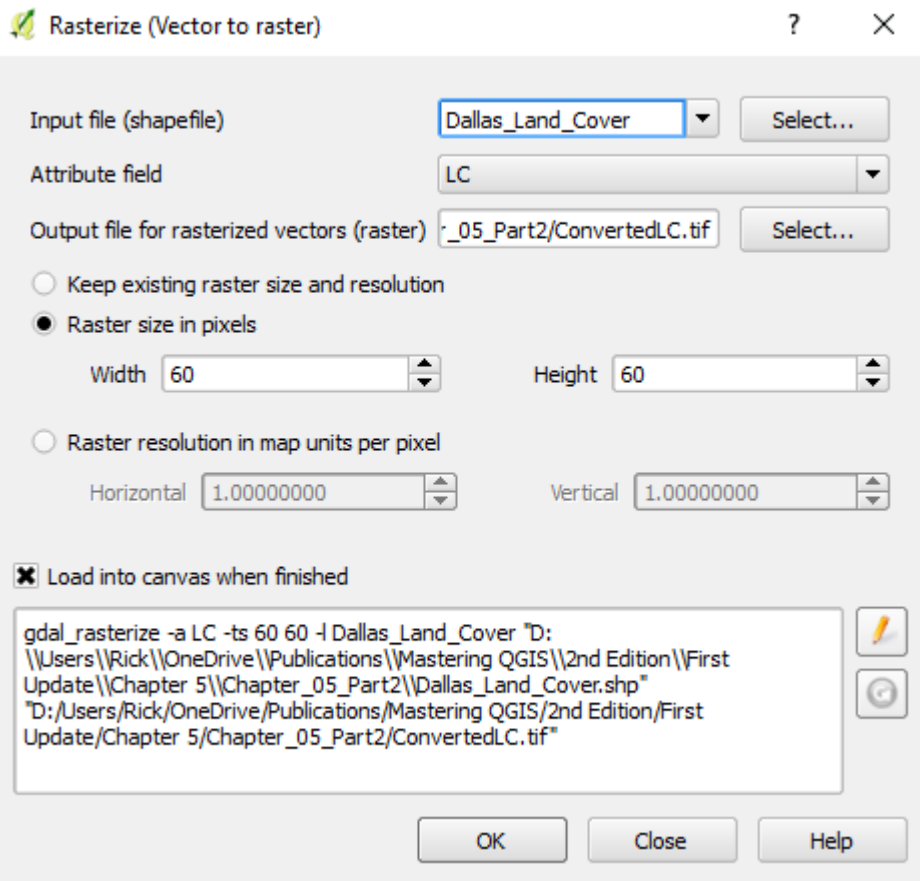 Rasterize (Vector to raster) ?
Input file (shapefile) Dallas_Land_Cover Select...
Attribute field LC
Output file for rasterized vectors (raster) r_05_Part2/ConvertedLC.tif Select...
Keep existing raster size and resolution
Raster size in pixels
Width 60 Height 60
Raster resolution in map units per pixel
Horizontal 1.00000000 Vertical 1.00000000
Load into canvas when finished
gdal_rasterize -a LC -ts 60 60 -l Dallas_Land_Cover "D:
\\Users\\Rick\\OneDrive\\Publications\\Mastering QGIS\\2nd Edition\\First
Update\\Chapter 5\\Chapter_05_Part2\\Dallas_Land_Cover.shp"
"D:/Users/Rick/OneDrive/Publications/Mastering QGIS/2nd Edition/First
Update/Chapter 5/Chapter_05_Part2/ConvertedLC.tif"
OK Close Help